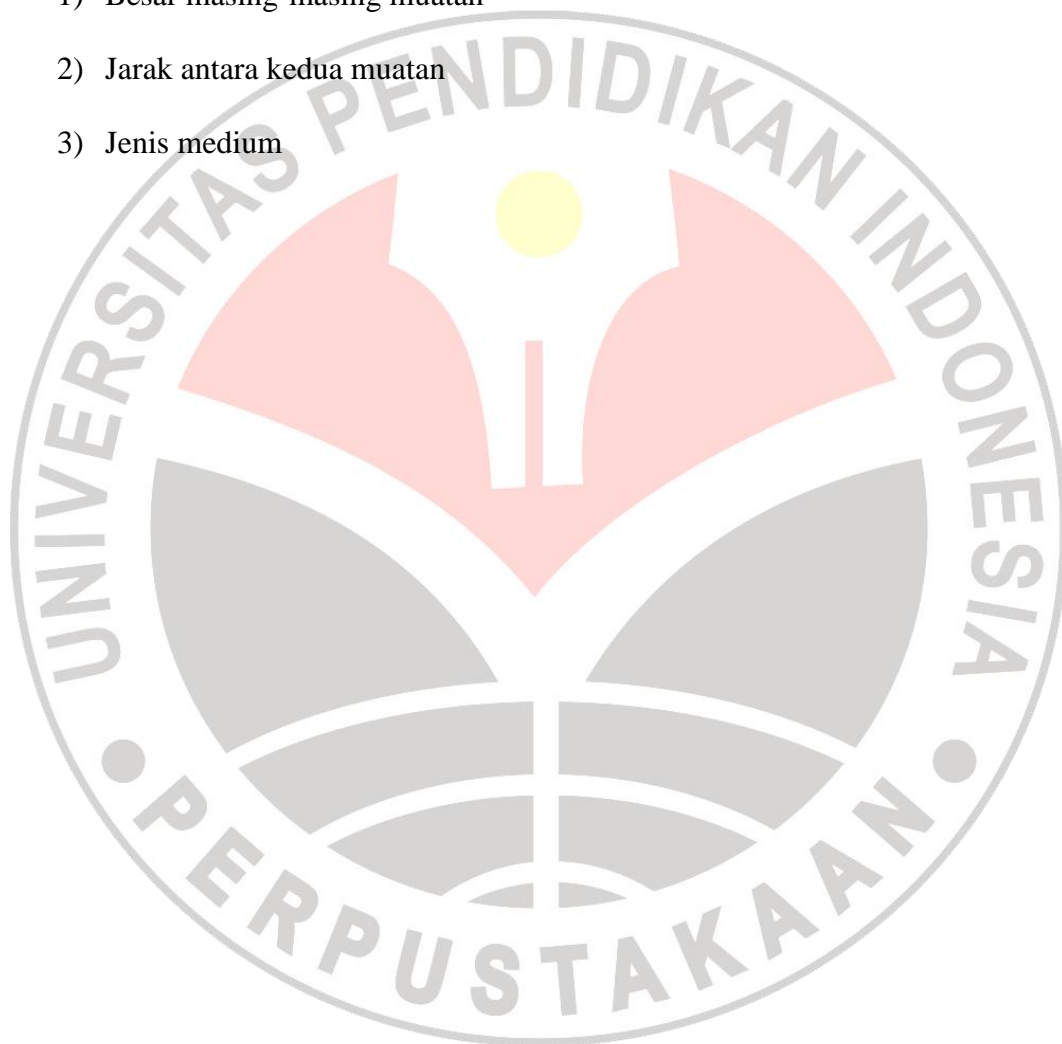 1) Besar masing-masing muatan
2) Jarak antara kedua muatan
3) Jenis medium
UNIVERSITAS PENDIDIKAN INDONESIA
PERPUSTAKAAN